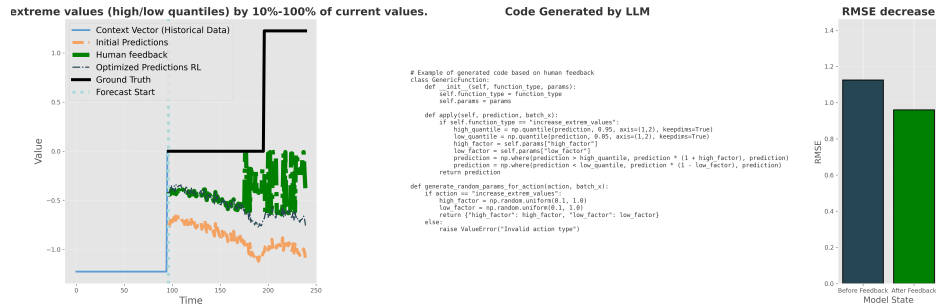 extreme values (high/low quantiles) by 10%-100% of current values.
Context Vector (Historical Data)
Initial Predictions
Human feedback
Optimized Predictions RL
Ground Truth
Forecast Start
Value
1.0
0.5
0.0
−0.5
−1.0
0
50
100
150
200
250
Time
Code Generated by LLM
# Example of generated code based on human feedback
class GenericFunction:
def __init__(self, function_type, params):
self.function_type = function_type
self.params = params
def apply(self, prediction, batch_x):
if self.function_type == "increase_extrem_values":
high_quantile = np.quantile(prediction, 0.95, axis=(1,2), keepdims=True)
low_quantile = np.quantile(prediction, 0.05, axis=(1,2), keepdims=True)
high_factor = self.params["high_factor"]
low_factor = self.params["low_factor"]
prediction = np.where(prediction > high_quantile, prediction * (1 + high_factor), prediction)
prediction = np.where(prediction < low_quantile, prediction * (1 - low_factor), prediction)
return prediction
def generate_random_params_for_action(action, batch_x):
if action == "increase_extrem_values":
high_factor = np.random.uniform(0.1, 1.0)
low_factor = np.random.uniform(0.1, 1.0)
return {"high_factor": high_factor, "low_factor": low_factor}
else:
raise ValueError("Invalid action type")
RMSE decrease
RMSE
1.4
1.2
1.0
0.8
0.6
0.4
0.2
0.0
Before Feedback
After Feedback
Model State